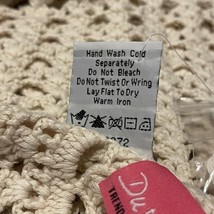 Hand Wash Cold
Separately
Do Not Bleach
Do Not Twist Or Wring
Lay Flat To Dry
Warm Iron